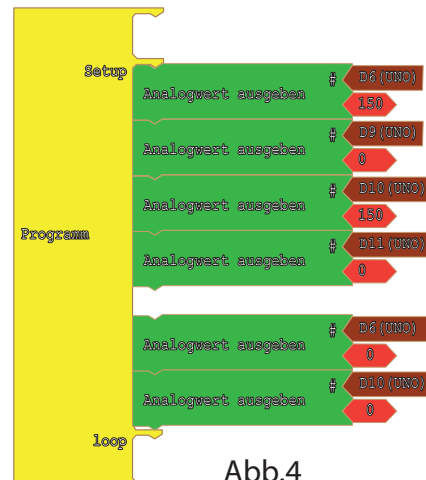 Setup
# D6(UNO)
Analogwert ausgeben
150
# D9(UNO)
Analogwert ausgeben
0
# D10(UNO)
Analogwert ausgeben
150
Programm
# D11(UNO)
Analogwert ausgeben
0
# D6(UNO)
Analogwert ausgeben
0
# D10(UNO)
Analogwert ausgeben
0
loop
Abb.4